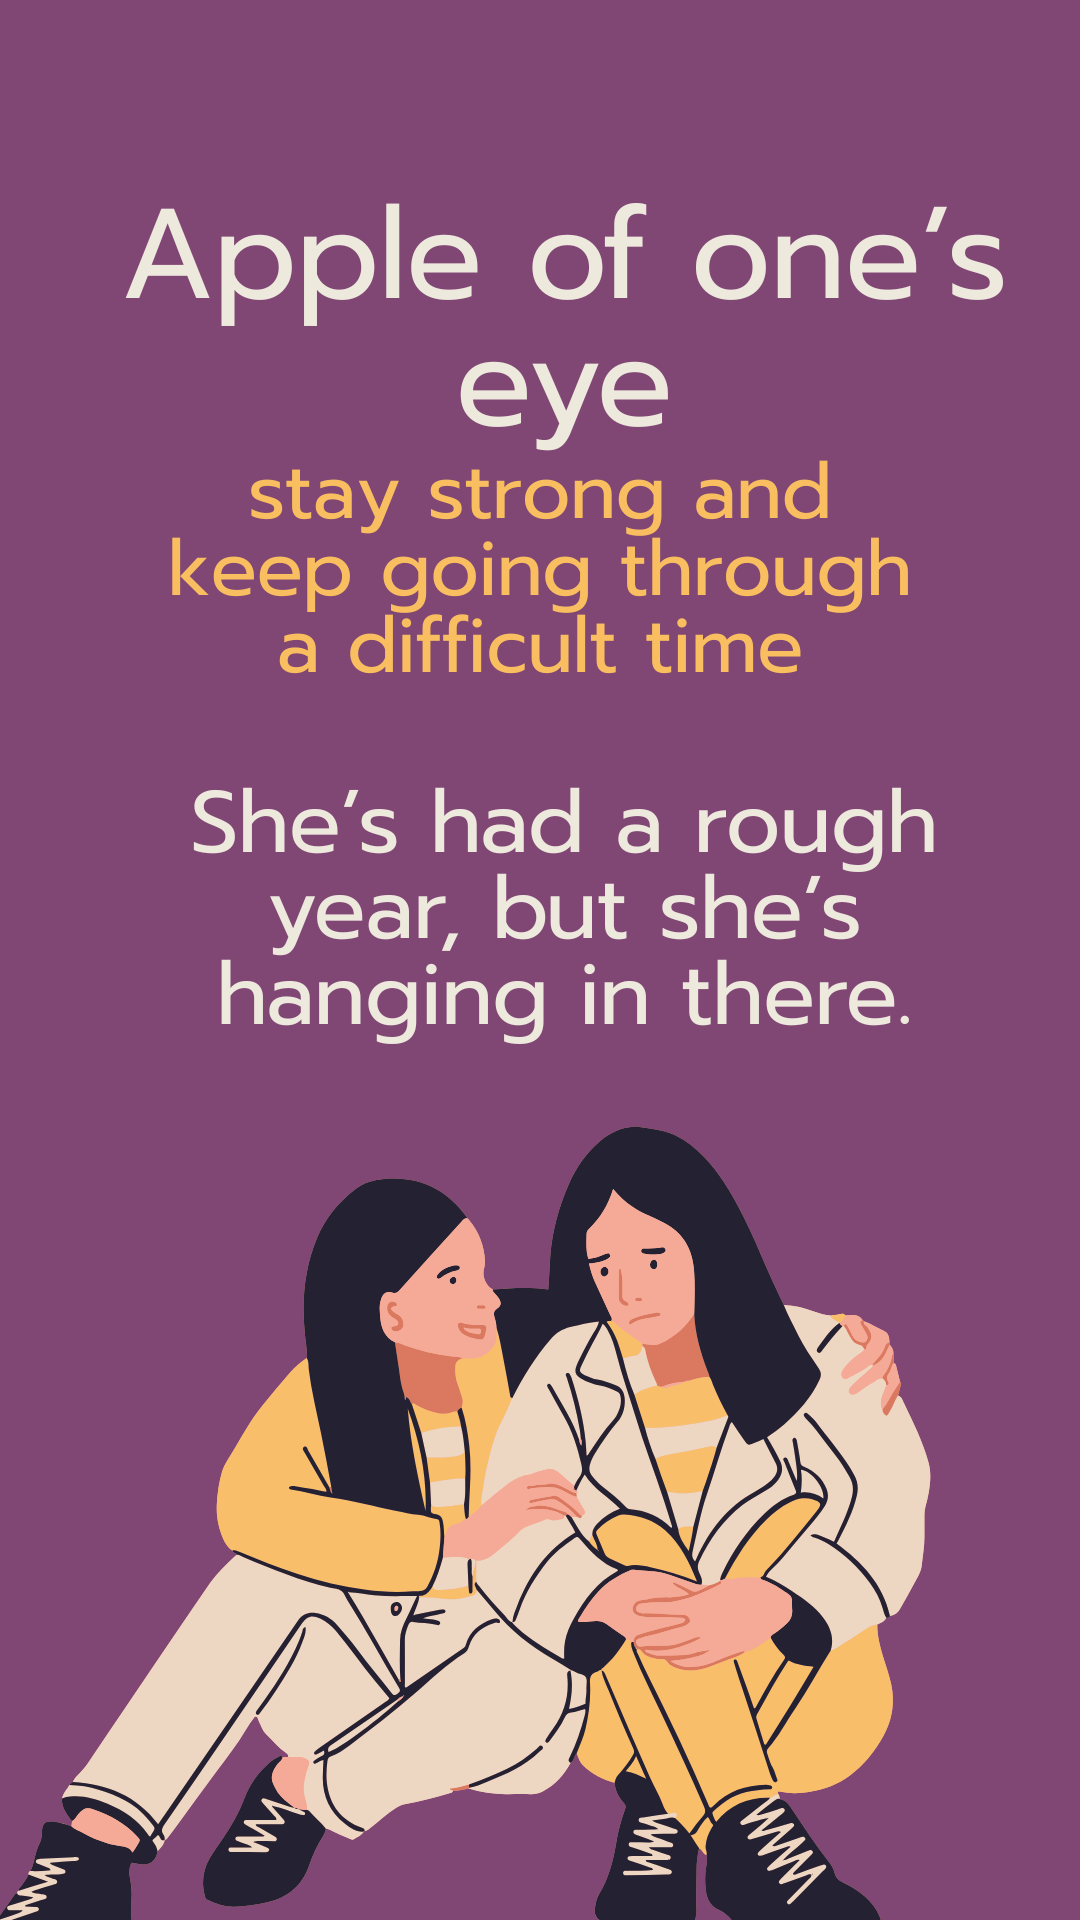 Apple of one’s
eye
stay strong and
keep going through
a difficult time
She’s had a rough
year, but she’s
hanging in there.